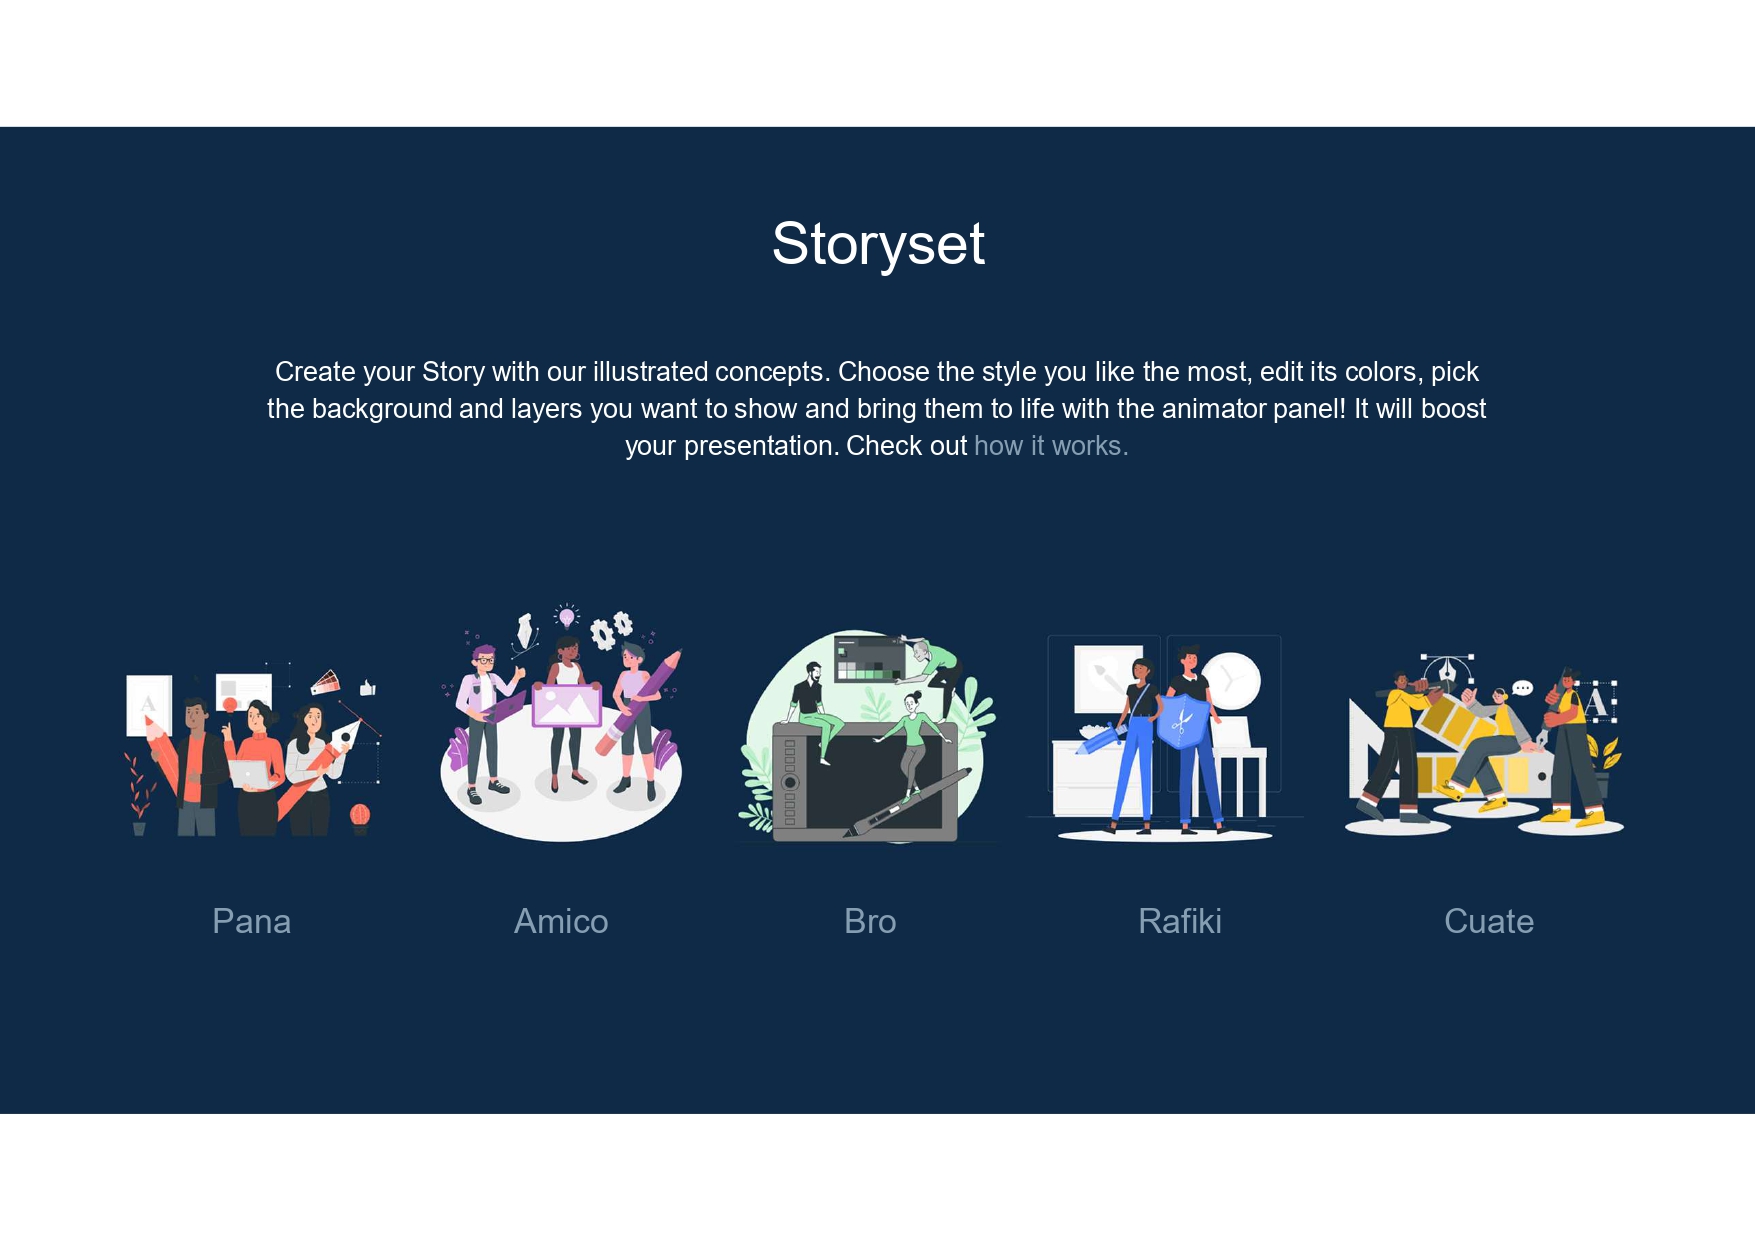 Storyset
Create your Story with our illustrated concepts. Choose the style you like the most, edit its colors, pick
the background and layers you want to show and bring them to life with the animator panel! It will boost
your presentation. Check out how it works.
A
A
Pana
Amico
Bro
Rafiki
Cuate